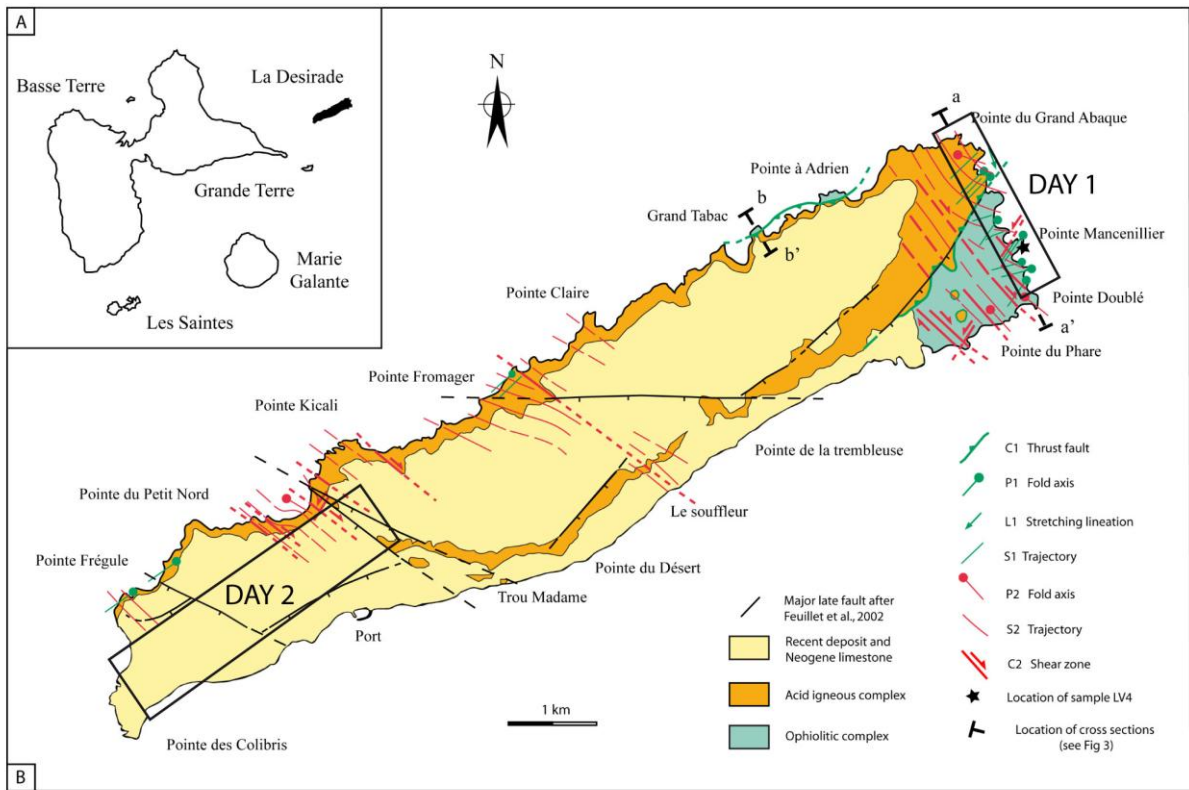 A
Basse Terre
La Desirade
Grande Terre
Marie
Galante
Les Saintes
N
a
Pointe du Grand Abaque
Pointe à Adrien
DAY 1
b
Grand Tabac
Pointe Mancenillier
b'
Pointe Claire
Pointe Doublé
a'
Pointe du Phare
Pointe Fromager
Pointe Kicali
Pointe de la trembleuse
Pointe du Petit Nord
Le souffleur
Pointe Frégule
Pointe du Désert
DAY 2
Trou Madame
Port
1 km
Pointe des Colibris
Major late fault after
Feuillet et al., 2002
Recent deposit and
Neogene limestone
Acid igneous complex
Ophiolitic complex
C1 Thrust fault
P1 Fold axis
L1 Stretching lineation
S1 Trajectory
P2 Fold axis
S2 Trajectory
C2 Shear zone
Location of sample LV4
Location of cross sections
(see Fig 3)
B